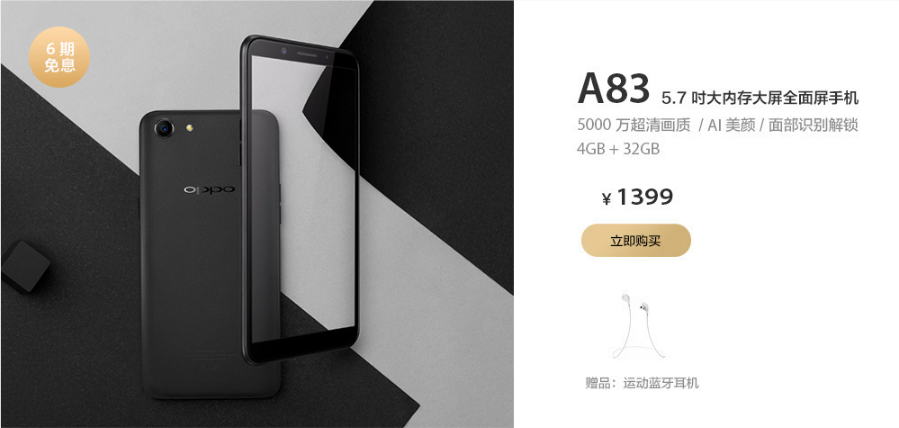 6 期
免息
oppo
A83 5.7 吋大内存大屏全面屏手机
5000 万超清画质 / AI 美颜 / 面部识别解锁
4GB + 32GB
¥ 1399
立即购买
赠品：运动蓝牙耳机